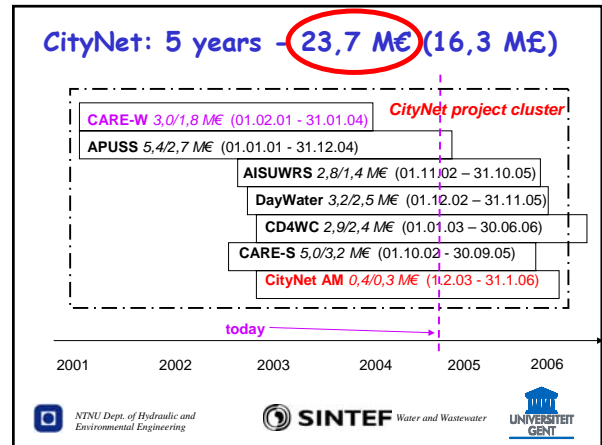 CityNet: 5 years - 23,7 M€ (16,3 M£)
CityNet project cluster
CARE-W 3,0/1,8 M€ (01.02.01 - 31.01.04)
APUSS 5,4/2,7 M€ (01.01.01 - 31.12.04)
AISUWRS 2,8/1,4 M€ (01.11.02 – 31.10.05)
DayWater 3,2/2,5 M€ (01.12.02 – 31.11.05)
CD4WC 2,9/2,4 M€ (01.01.03 – 30.06.06)
CARE-S 5,0/3,2 M€ (01.10.02 - 30.09.05)
CityNet AM 0,4/0,3 M€ (1.2.03 - 31.1.06)
today
2001 2002 2003 2004 2005 2006
NTNU Dept. of Hydraulic and
Environmental Engineering
SINTEF Water and Wastewater
UNIVERSITEIT
GENT